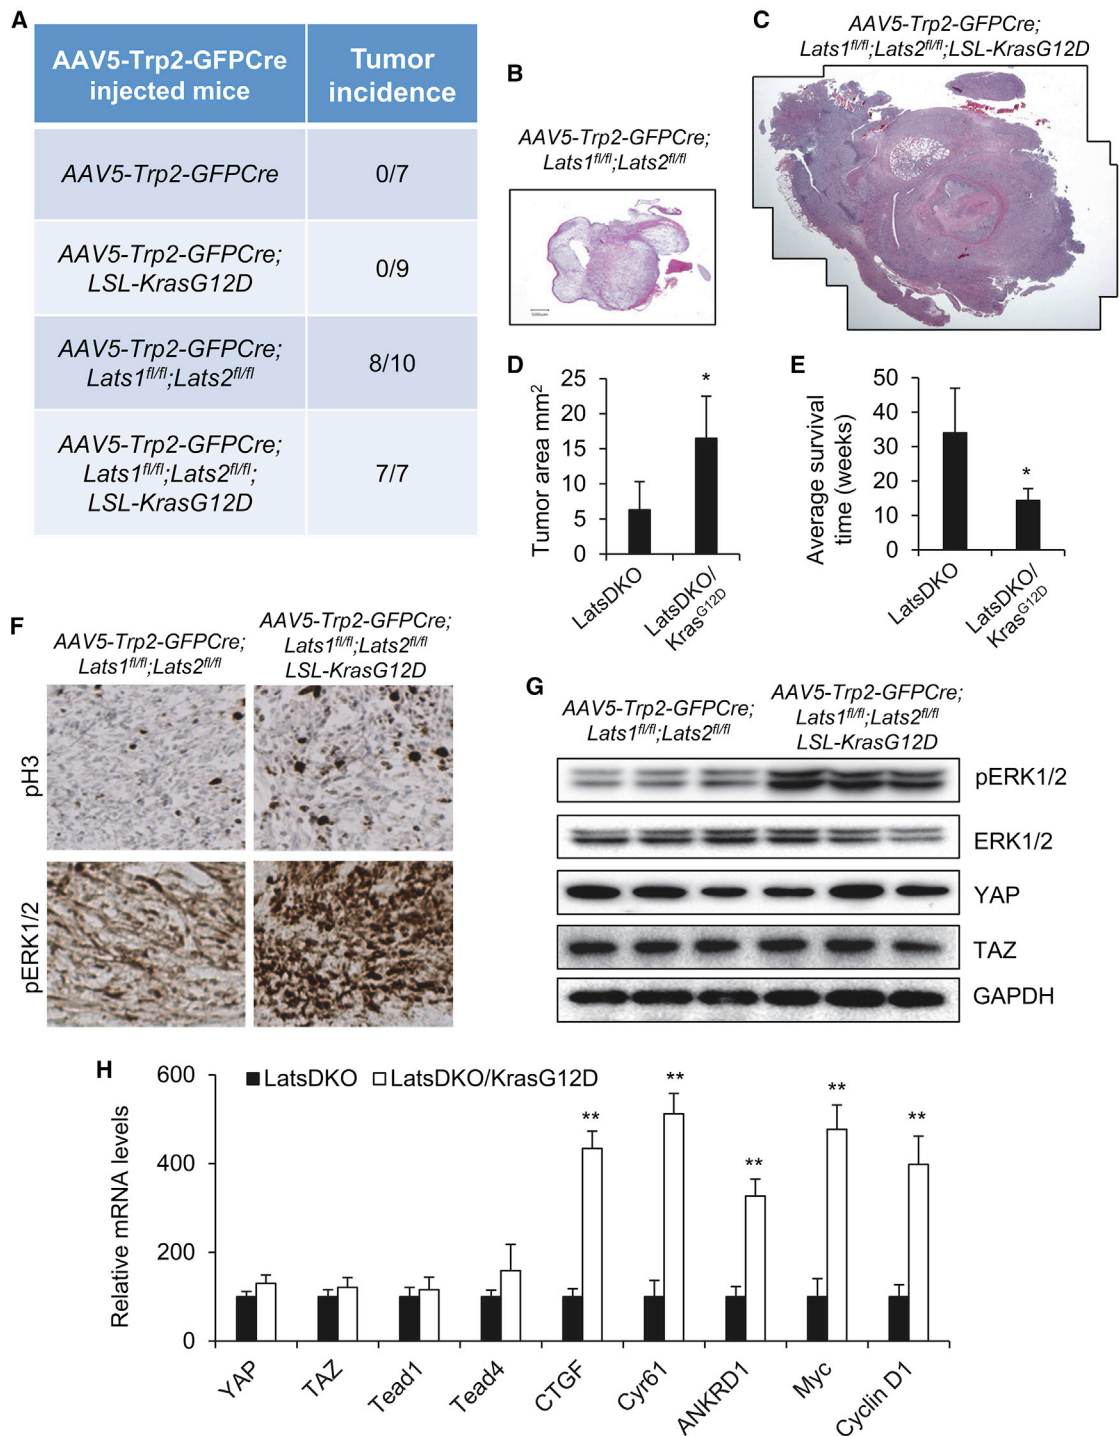 A
AAV5-Trp2-GFPCre
injected mice
Tumor
incidence
AAV5-Trp2-GFPCre
0/7
AAV5-Trp2-GFPCre;
LSL-KrasG12D
0/9
AAV5-Trp2-GFPCre;
Lats1fl/fl;Lats2fl/fl
8/10
AAV5-Trp2-GFPCre;
Lats1fl/fl;Lats2fl/fl;
LSL-KrasG12D
7/7
B
AAV5-Trp2-GFPCre;
Lats1fl/fl;Lats2fl/fl
500um
C
AAV5-Trp2-GFPCre;
Lats1fl/fl;Lats2fl/fl;LSL-KrasG12D
D
Tumor area mm2
25
20
15
10
5
0
*
LatsDKO
LatsDKO/
KrasG12D
E
Average survival
time (weeks)
50
40
30
20
10
0
*
LatsDKO
LatsDKO/
KrasG12D
F
AAV5-Trp2-GFPCre;
Lats1fl/fl;Lats2fl/fl
AAV5-Trp2-GFPCre;
Lats1fl/fl;Lats2fl/fl
LSL-KrasG12D
pH3
pERK1/2
G
AAV5-Trp2-GFPCre;
Lats1fl/fl;Lats2fl/fl
AAV5-Trp2-GFPCre;
Lats1fl/fl;Lats2fl/fl
LSL-KrasG12D
pERK1/2
ERK1/2
YAP
TAZ
GAPDH
H
Relative mRNA levels
600
400
200
0
LatsDKO
LatsDKO/KrasG12D
**
**
**
**
**
YAP
TAZ
Tead1
Tead4
CTGF
Cyr61
ANKRD1
Myc
Cyclin D1